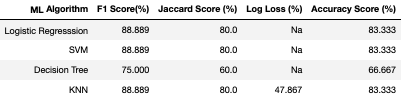 ML Algorithm F1 Score(%) Jaccard Score (%) Log Loss (%) Accuracy Score (%)
Logistic Regresssion 88.889 80.0 Na 83.333
SVM 88.889 80.0 Na 83.333
Decision Tree 75.000 60.0 Na 66.667
KNN 88.889 80.0 47.867 83.333